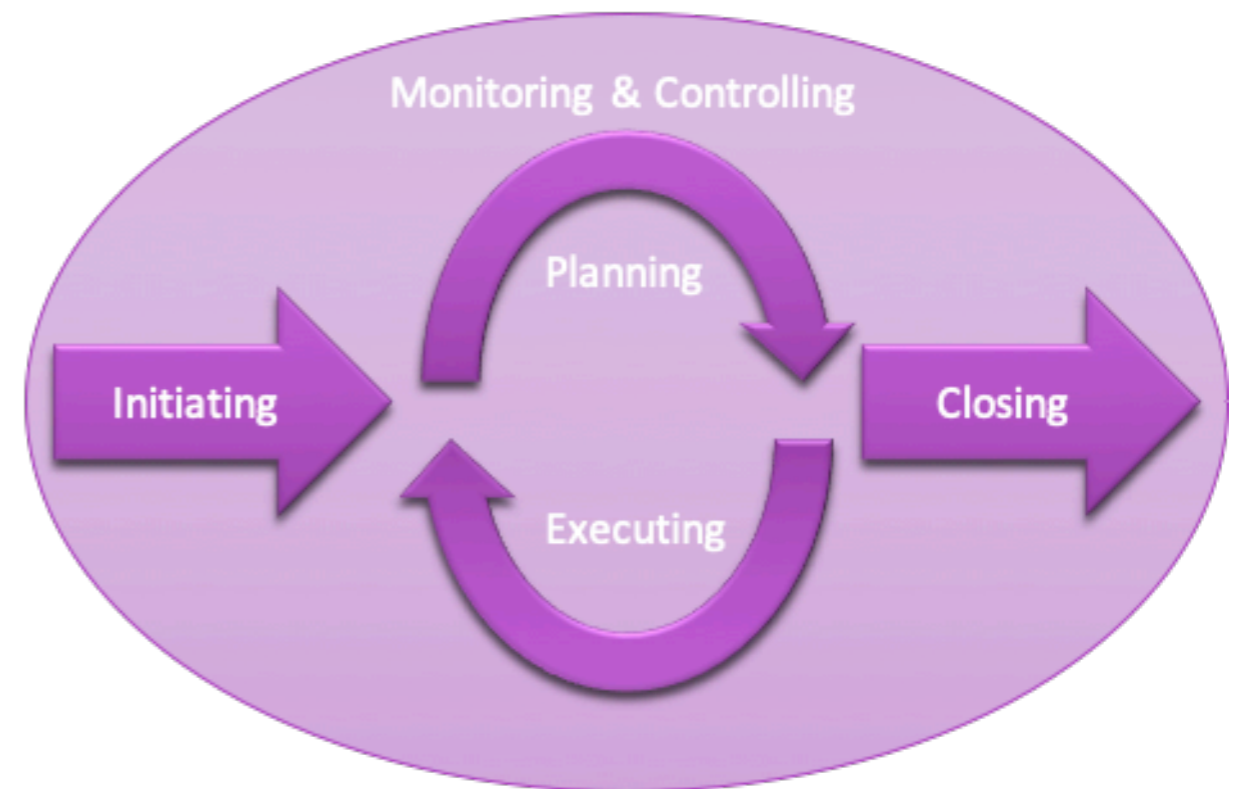 Monitoring & Controlling
Planning
Initiating
Closing
Executing